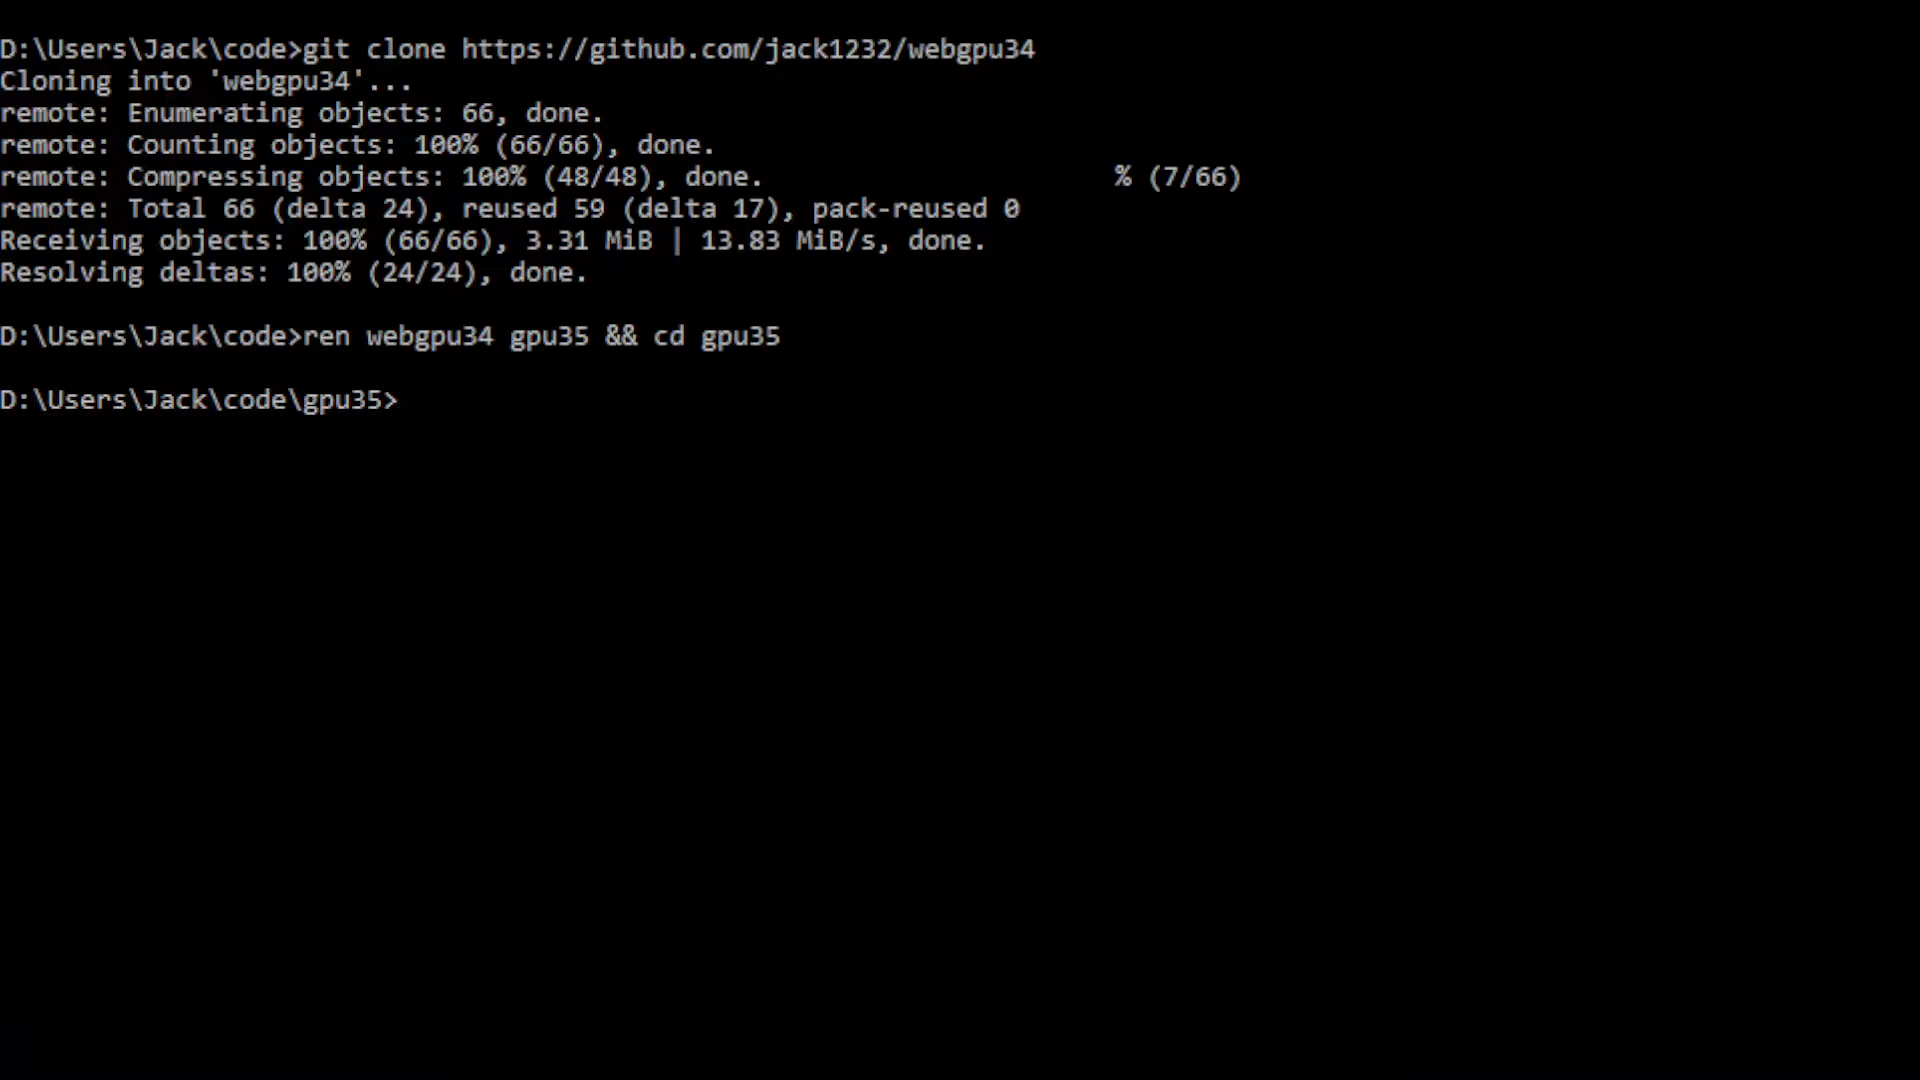 D:\Users\Jack\code>git clone https://github.com/jack1232/webgpu34
Cloning into 'webgpu34'...
remote: Enumerating objects: 66, done.
remote: Counting objects: 100% (66/66), done.
remote: Compressing objects: 100% (48/48), done.                      % (7/66)
remote: Total 66 (delta 24), reused 59 (delta 17), pack-reused 0
Receiving objects: 100% (66/66), 3.31 MiB | 13.83 MiB/s, done.
Resolving deltas: 100% (24/24), done.
D:\Users\Jack\code>ren webgpu34 gpu35 && cd gpu35
D:\Users\Jack\code\gpu35>